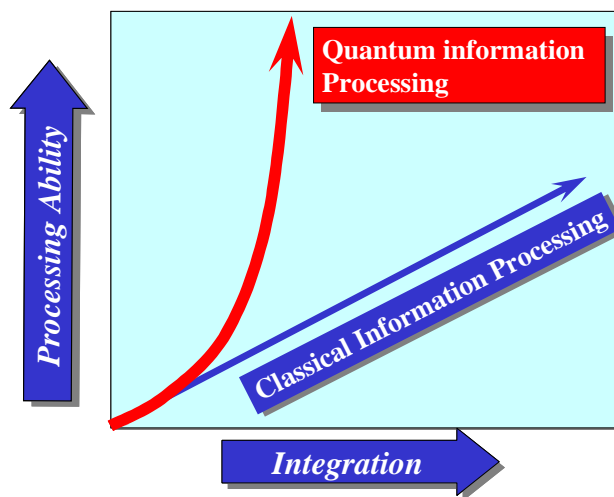 Quantum information
Processing
Processing Ability
Classical Information Processing
Integration